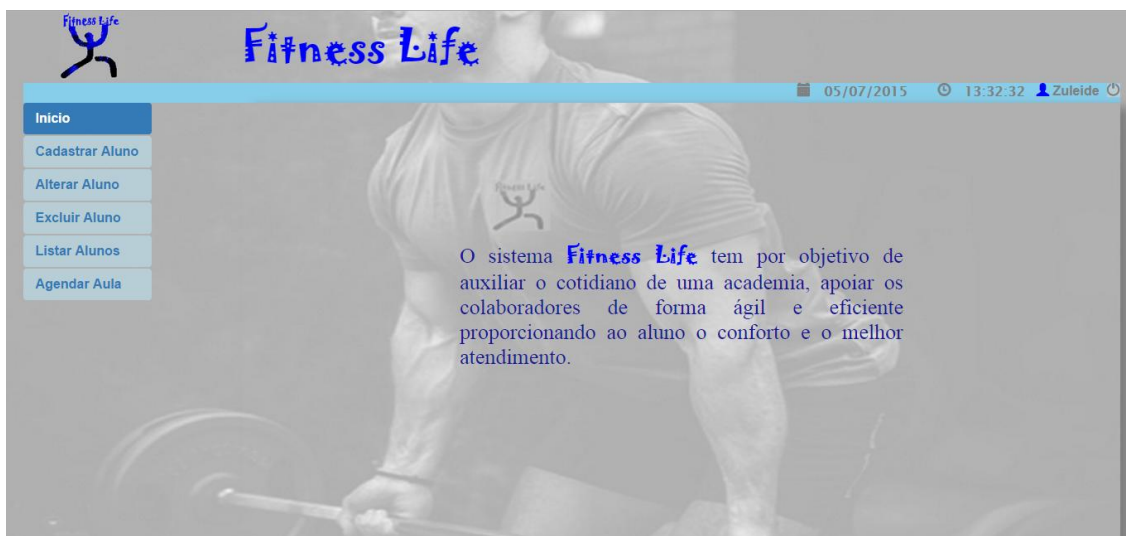 Fitness Life
Fitness Life
05/07/2015 13:32:32 Zuleide
Inicio
Cadastrar Aluno
Alterar Aluno
Excluir Aluno
Listar Alunos
Agendar Aula
Fitness Life
O sistema Fitness Life tem por objetivo de
auxiliar o cotidiano de uma academia, apoiar os
colaboradores de forma ágil e eficiente
proporcionando ao aluno o conforto e o melhor
atendimento.